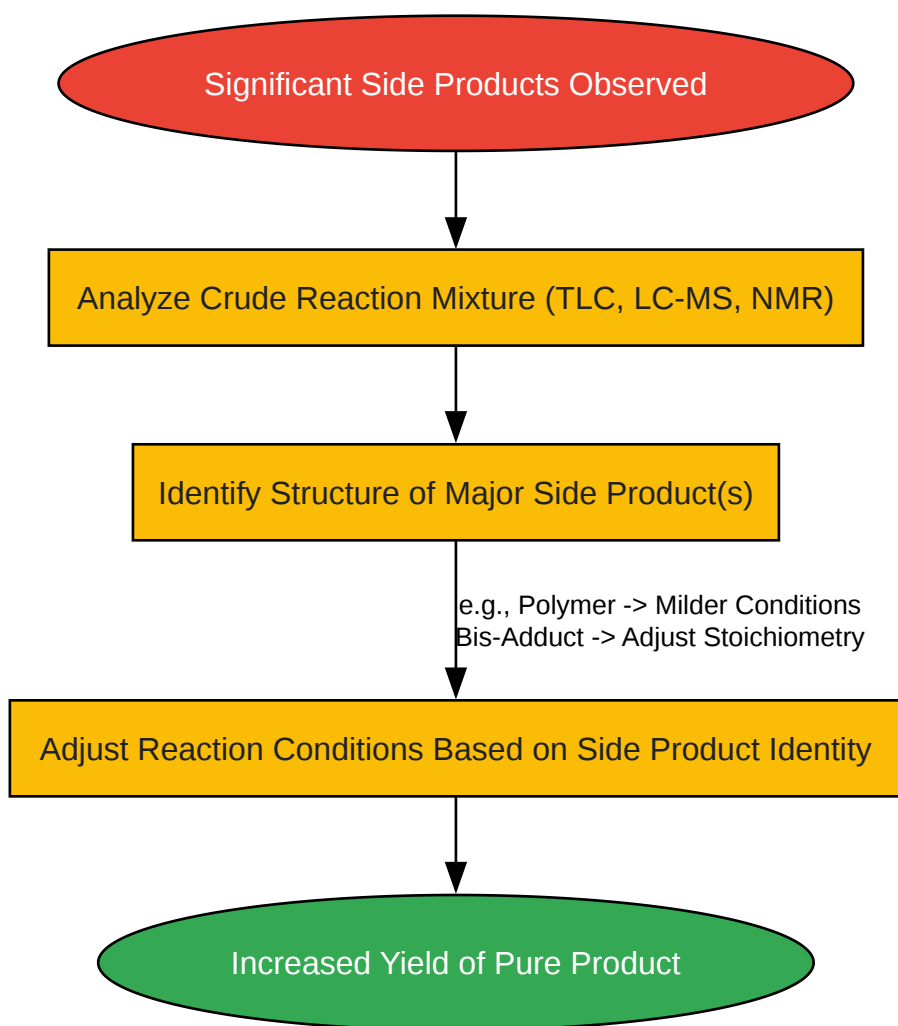 Significant Side Products Observed
Analyze Crude Reaction Mixture (TLC, LC-MS, NMR)
Identify Structure of Major Side Product(s)
e.g., Polymer -> Milder Conditions
Bis-Adduct -> Adjust Stoichiometry
Adjust Reaction Conditions Based on Side Product Identity
Increased Yield of Pure Product